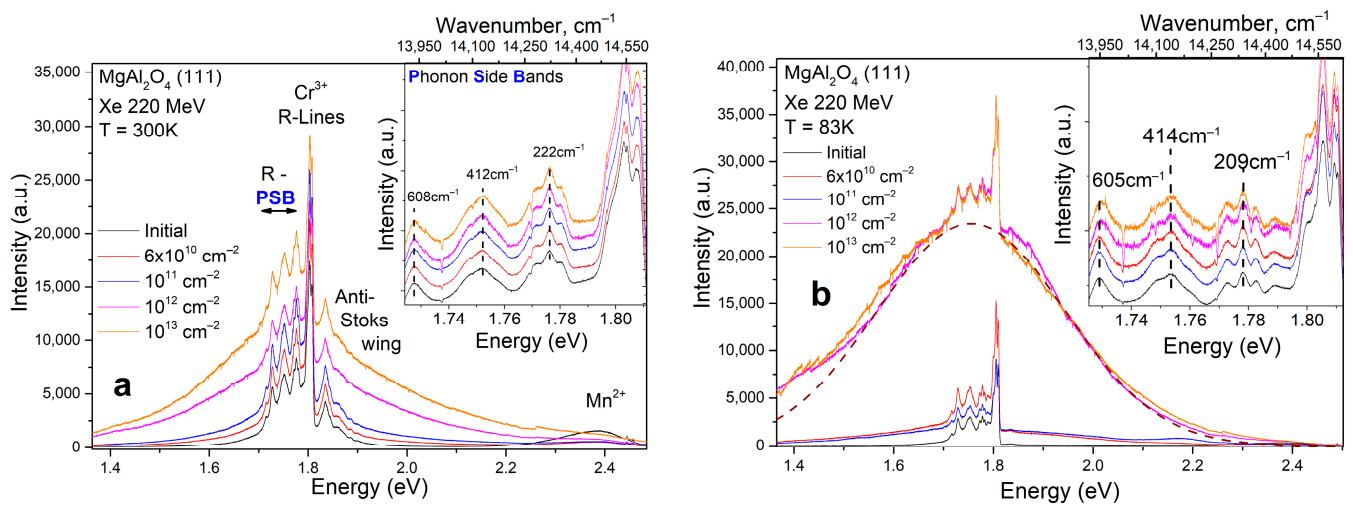 Wavenumber, cm⁻¹
13,950 14,100 14,250 14,400 14,550
35,000
30,000
25,000
20,000
15,000
10,000
5,000
0
Intensity (a.u.)
MgAl₂O₄ (111)
Xe 220 MeV
T = 300K
Cr³⁺
R-Lines
R -
PSB
Initial
6x10¹⁰ cm⁻²
10¹¹ cm⁻²
10¹² cm⁻²
10¹³ cm⁻²
Anti-
Stoks
wing
Mn²⁺
a
1.4 1.6 1.8 2.0 2.2 2.4
Energy (eV)
Phonon Side Bands
608cm⁻¹
412cm⁻¹
222cm⁻¹
Intensity (a.u.)
1.74 1.76 1.78 1.80
Energy (eV)
Wavenumber, cm⁻¹
13,950 14,100 14,250 14,400 14,550
40,000
35,000
30,000
25,000
20,000
15,000
10,000
5,000
0
Intensity (a.u.)
MgAl₂O₄ (111)
Xe 220 MeV
T = 83K
Initial
6x10¹⁰ cm⁻²
10¹¹ cm⁻²
10¹² cm⁻²
10¹³ cm⁻²
b
1.4 1.6 1.8 2.0 2.2 2.4
Energy (eV)
605cm⁻¹
414cm⁻¹
209cm⁻¹
Intensity (a.u.)
1.74 1.76 1.78 1.80
Energy (eV)